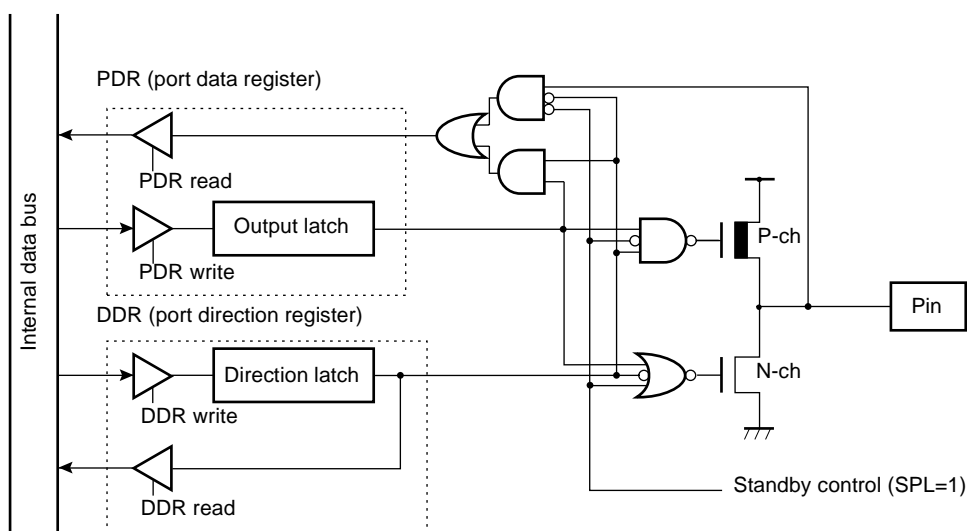 PDR (port data register)
PDR read
Output latch
PDR write
P-ch
Pin
Internal data bus
DDR (port direction register)
Direction latch
N-ch
DDR write
DDR read
Standby control (SPL=1)